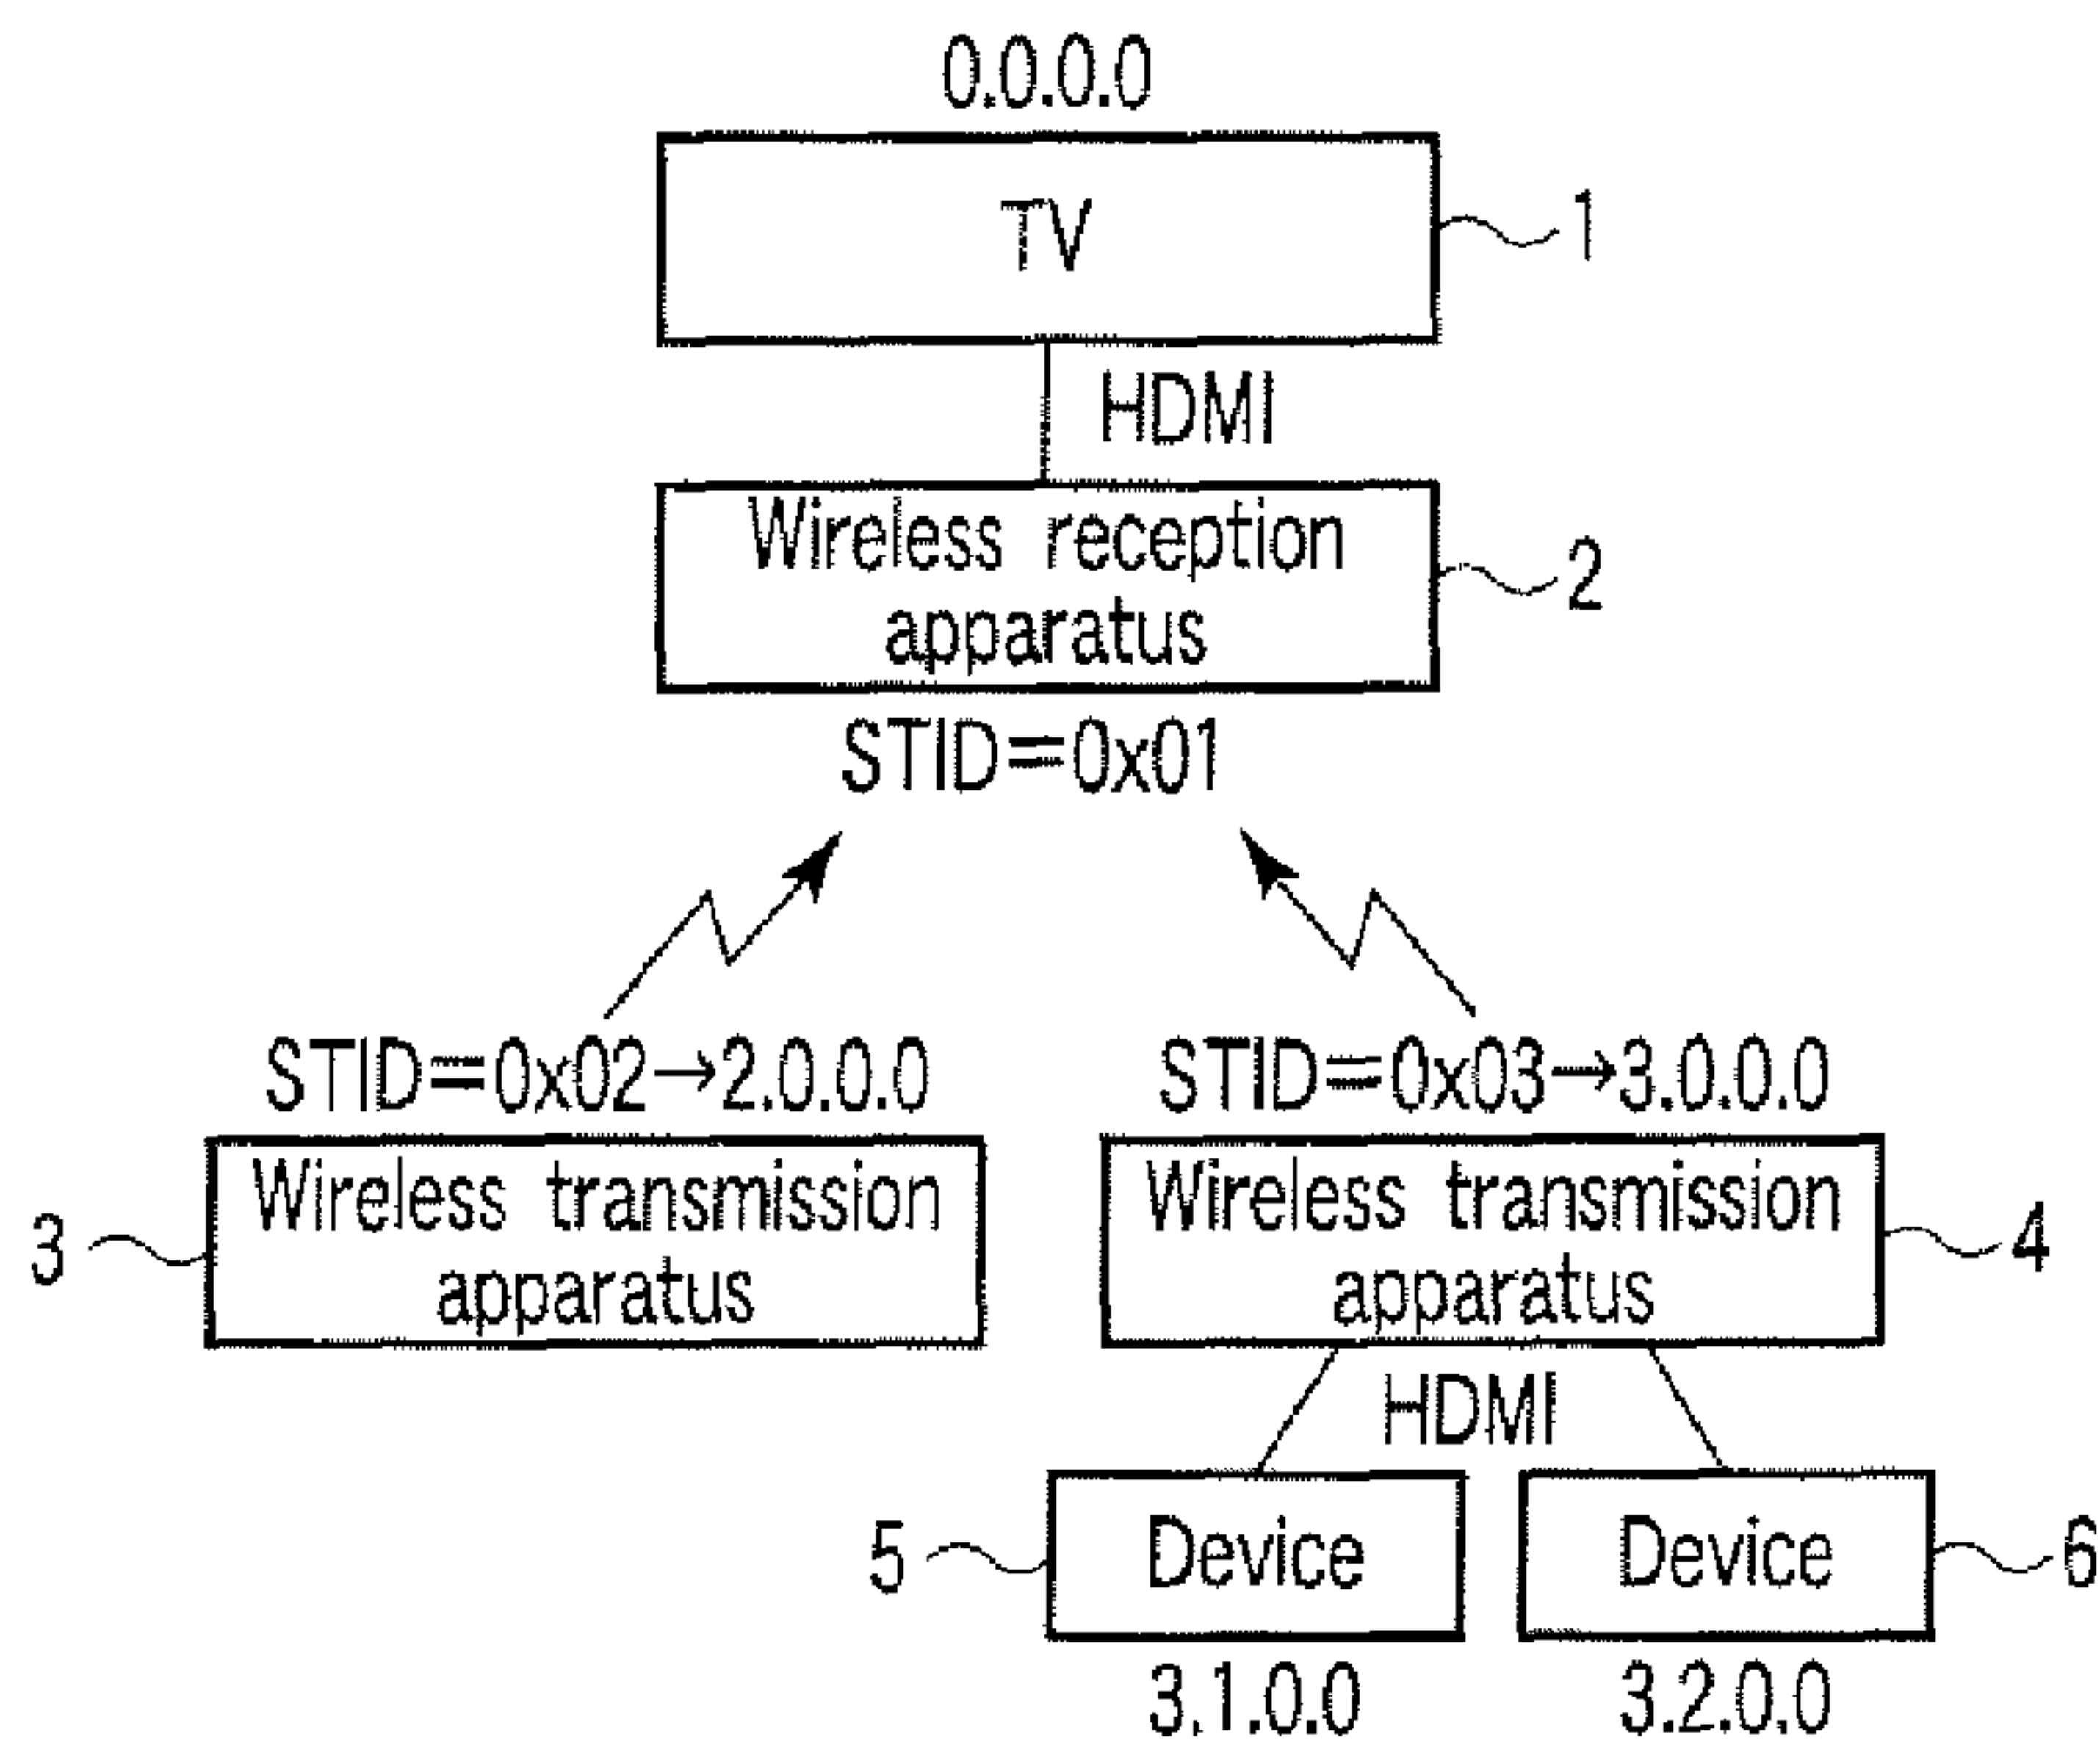 0.0.0.0
TV
1
HDMI
Wireless reception
apparatus
2
STID=0x01
STID=0x02→2.0.0.0
STID=0x03→3.0.0.0
3
Wireless transmission
apparatus
Wireless transmission
apparatus
4
HDMI
5
Device
Device
6
3.1.0.0
3.2.0.0